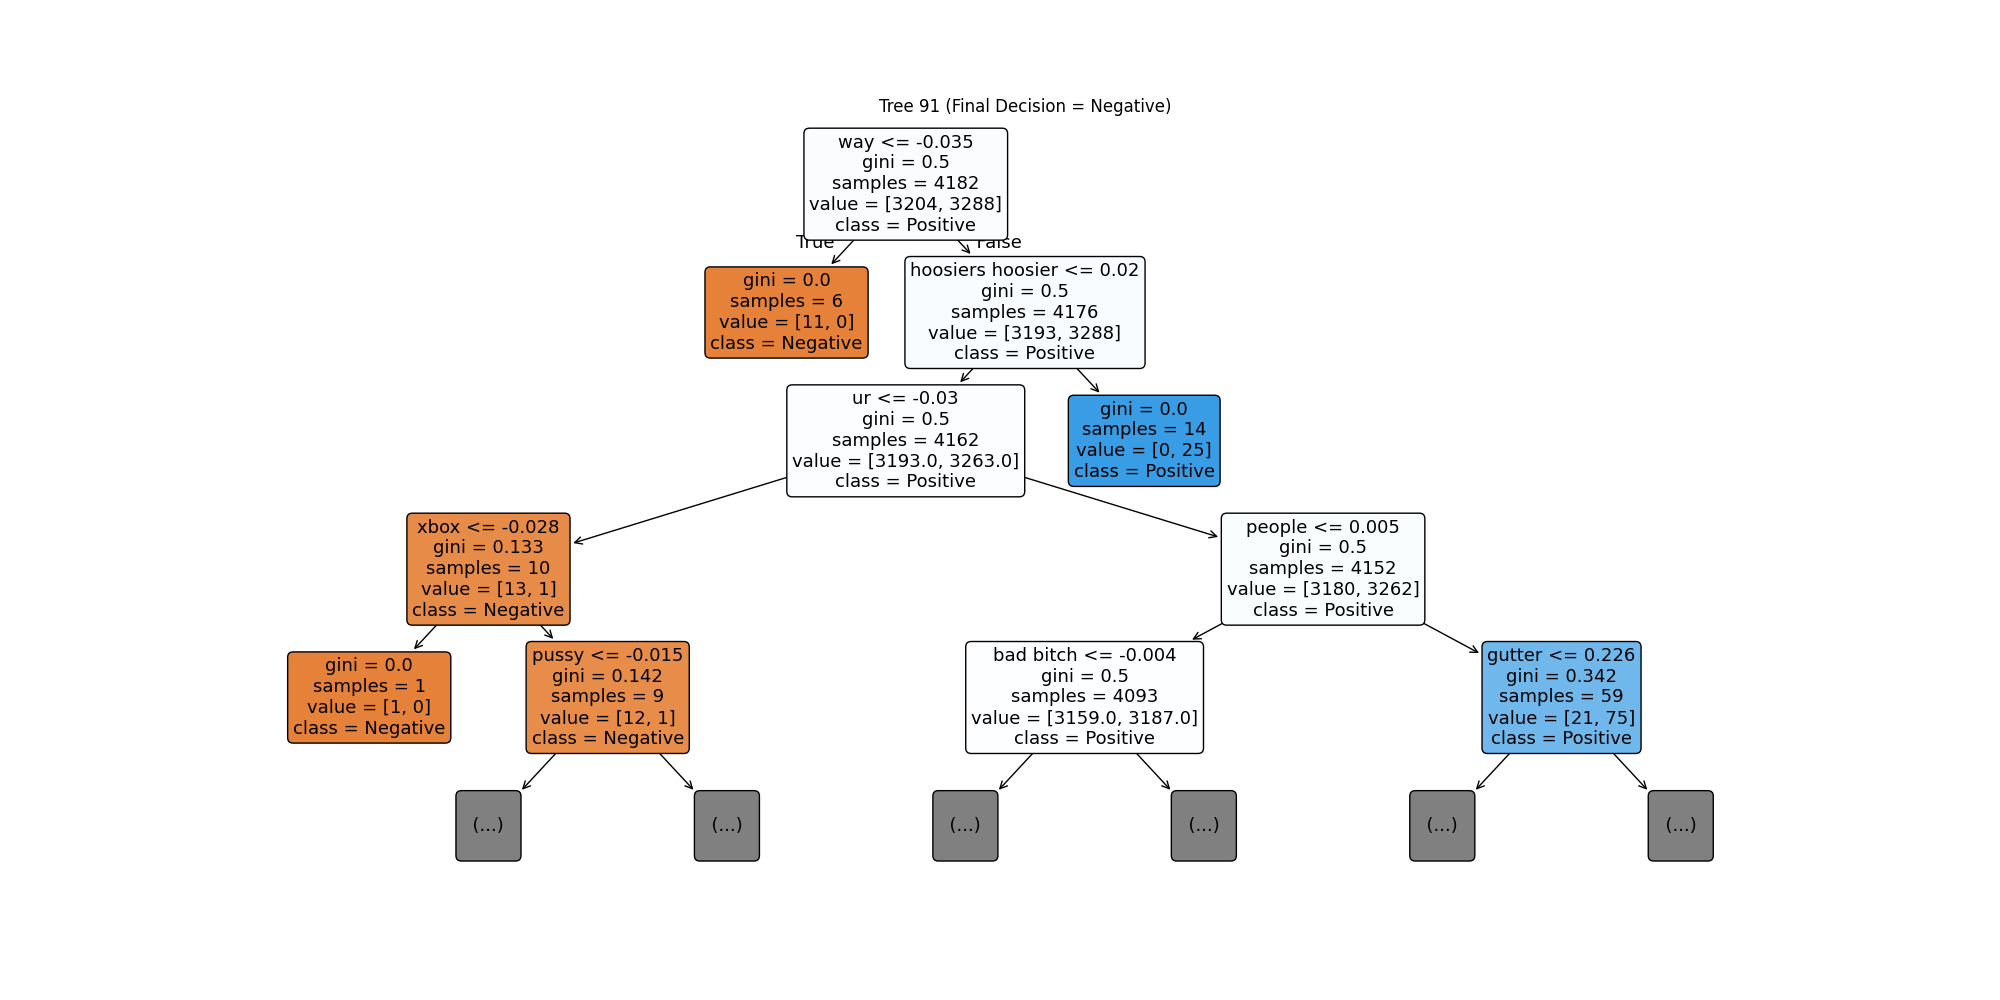 Tree 91 (Final Decision = Negative)
way <= -0.035
gini = 0.5
samples = 4182
value = [3204, 3288]
class = Positive
True
False
gini = 0.0
samples = 6
value = [11, 0]
class = Negative
hoosiers hoosier <= 0.02
gini = 0.5
samples = 4176
value = [3193, 3288]
class = Positive
ur <= -0.03
gini = 0.5
samples = 4162
value = [3193.0, 3263.0]
class = Positive
gini = 0.0
samples = 14
value = [0, 25]
class = Positive
xbox <= -0.028
gini = 0.133
samples = 10
value = [13, 1]
class = Negative
people <= 0.005
gini = 0.5
samples = 4152
value = [3180, 3262]
class = Positive
gini = 0.0
samples = 1
value = [1, 0]
class = Negative
pussy <= -0.015
gini = 0.142
samples = 9
value = [12, 1]
class = Negative
bad bitch <= -0.004
gini = 0.5
samples = 4093
value = [3159.0, 3187.0]
class = Positive
gutter <= 0.226
gini = 0.342
samples = 59
value = [21, 75]
class = Positive
(...)
(...)
(...)
(...)
(...)
(...)